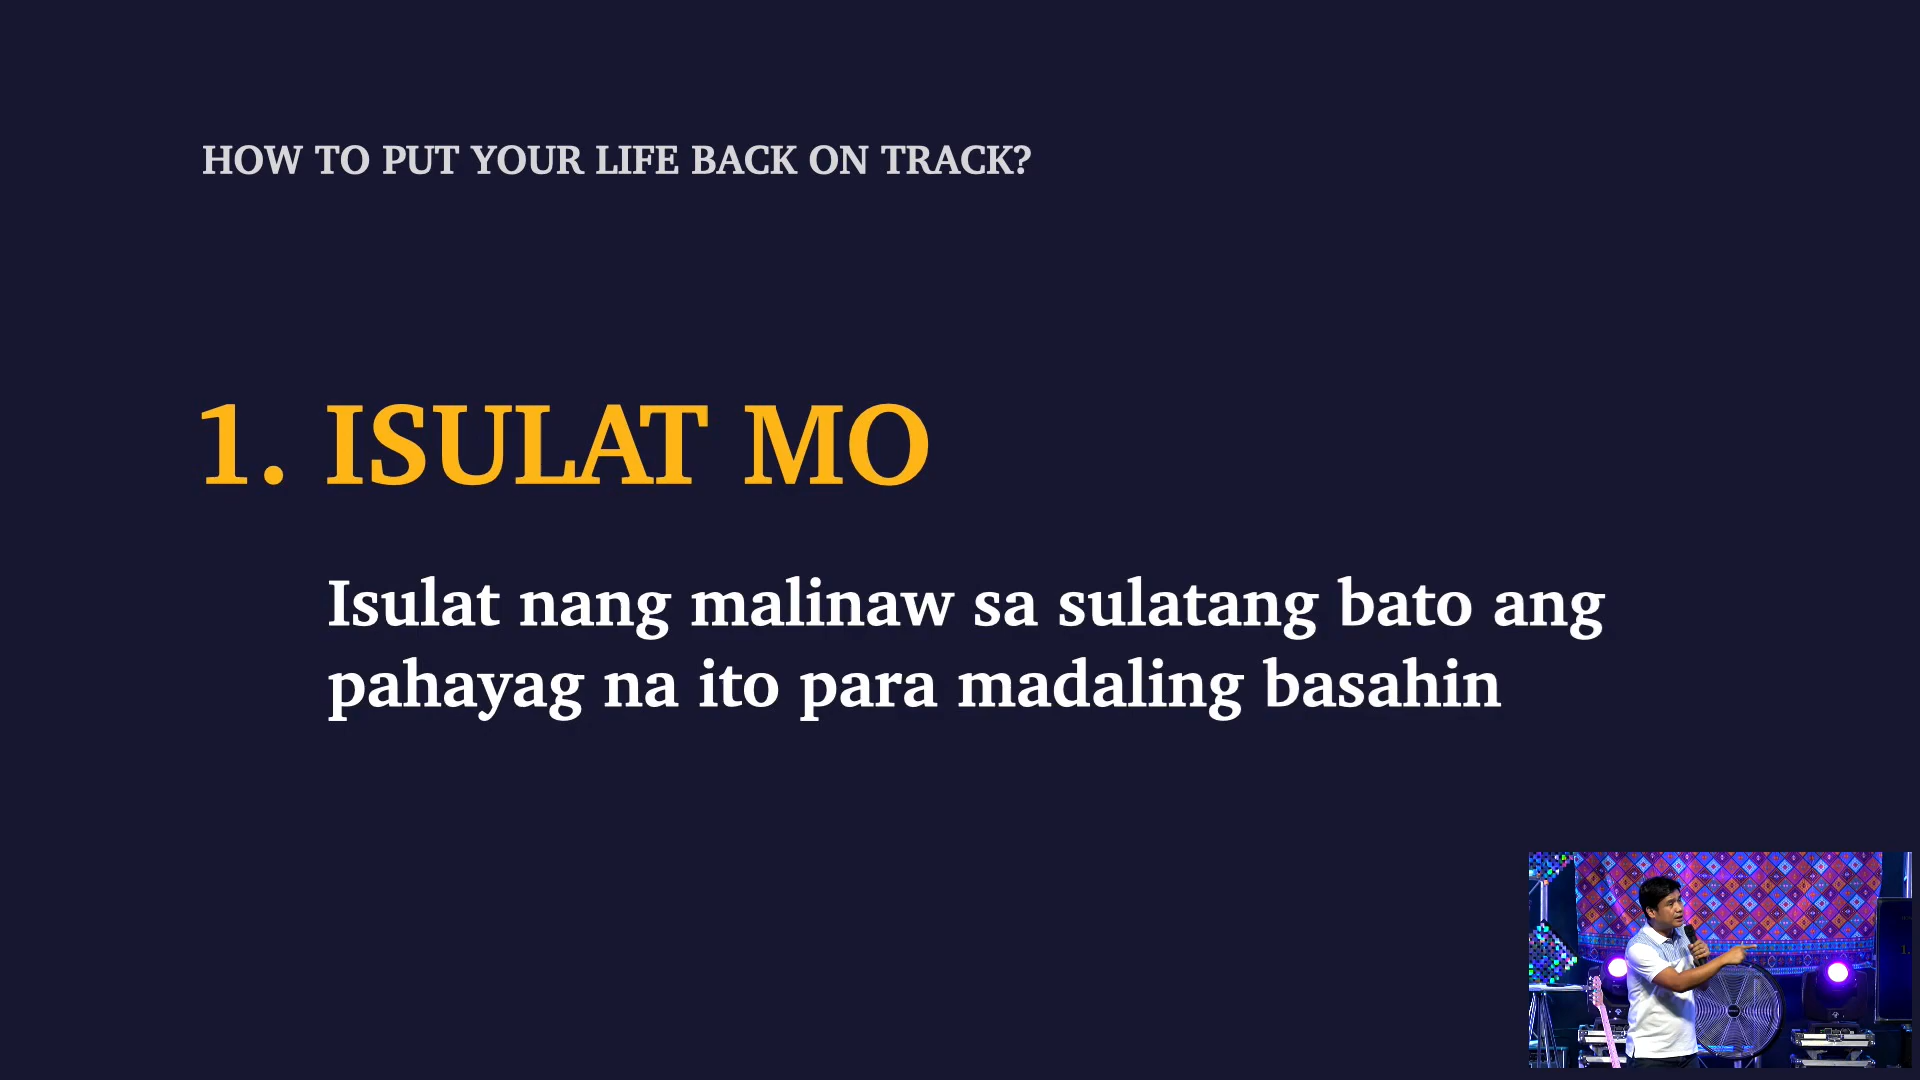 HOW TO PUT YOUR LIFE BACK ON TRACK?
1. ISULAT MO
Isulat nang malinaw sa sulatang bato ang
pahayag na ito para madaling basahin